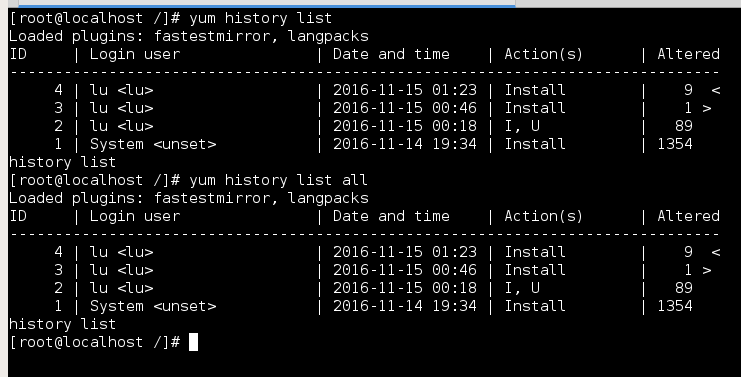 [root@localhost /]# yum history list
Loaded plugins: fastestmirror, langpacks
ID     | Login user               | Date and time    | Action(s)      | Altered
-------------------------------------------------------------------------------
     4 | lu <lu>                  | 2016-11-15 01:23 | Install        |    9  <
     3 | lu <lu>                  | 2016-11-15 00:46 | Install        |    1 >
     2 | lu <lu>                  | 2016-11-15 00:18 | I, U           |   89
     1 | System <unset>           | 2016-11-14 19:34 | Install        | 1354
history list
[root@localhost /]# yum history list all
Loaded plugins: fastestmirror, langpacks
ID     | Login user               | Date and time    | Action(s)      | Altered
-------------------------------------------------------------------------------
     4 | lu <lu>                  | 2016-11-15 01:23 | Install        |    9  <
     3 | lu <lu>                  | 2016-11-15 00:46 | Install        |    1 >
     2 | lu <lu>                  | 2016-11-15 00:18 | I, U           |   89
     1 | System <unset>           | 2016-11-14 19:34 | Install        | 1354
history list
[root@localhost /]#